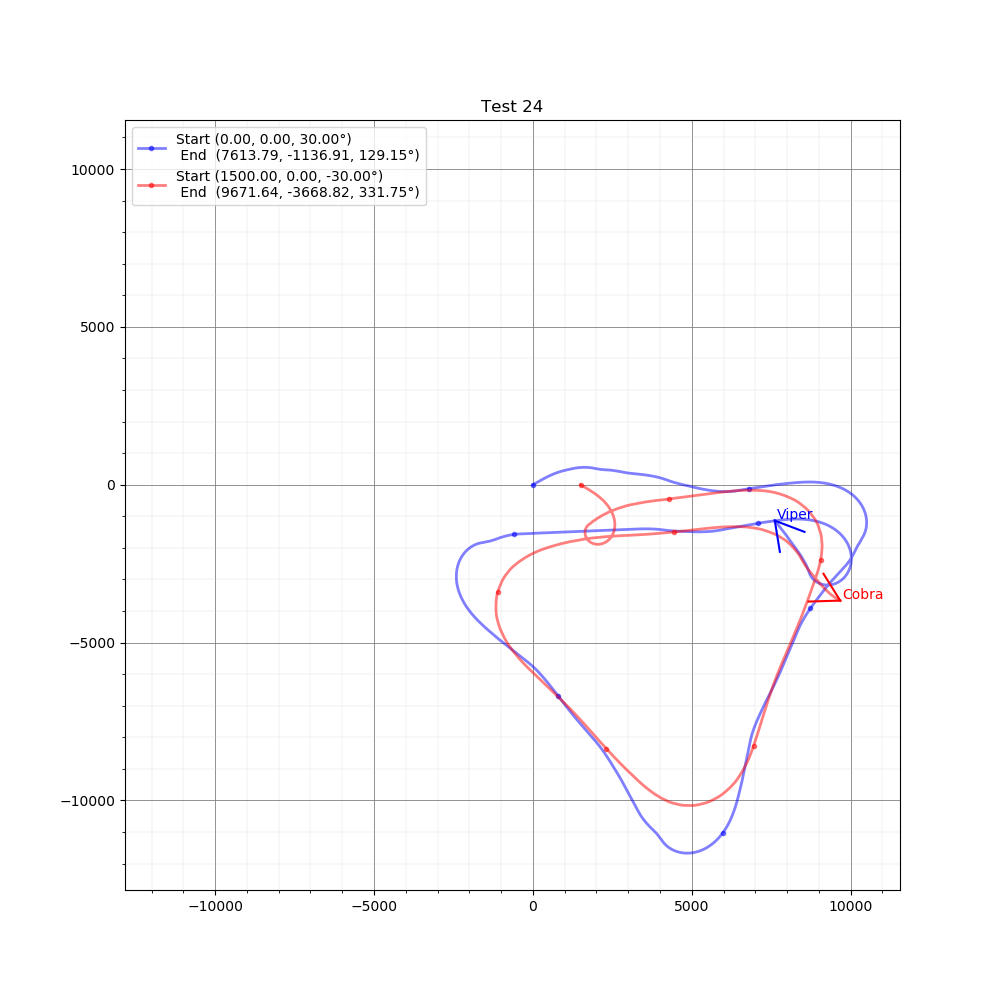 Test 24
Start (0.00, 0.00, 30.00°)
End (7613.79, -1136.91, 129.15°)
Start (1500.00, 0.00, -30.00°)
End (9671.64, -3668.82, 331.75°)
10000
5000
0
Viper
Cobra
−5000
−10000
−10000 −5000 0 5000 10000